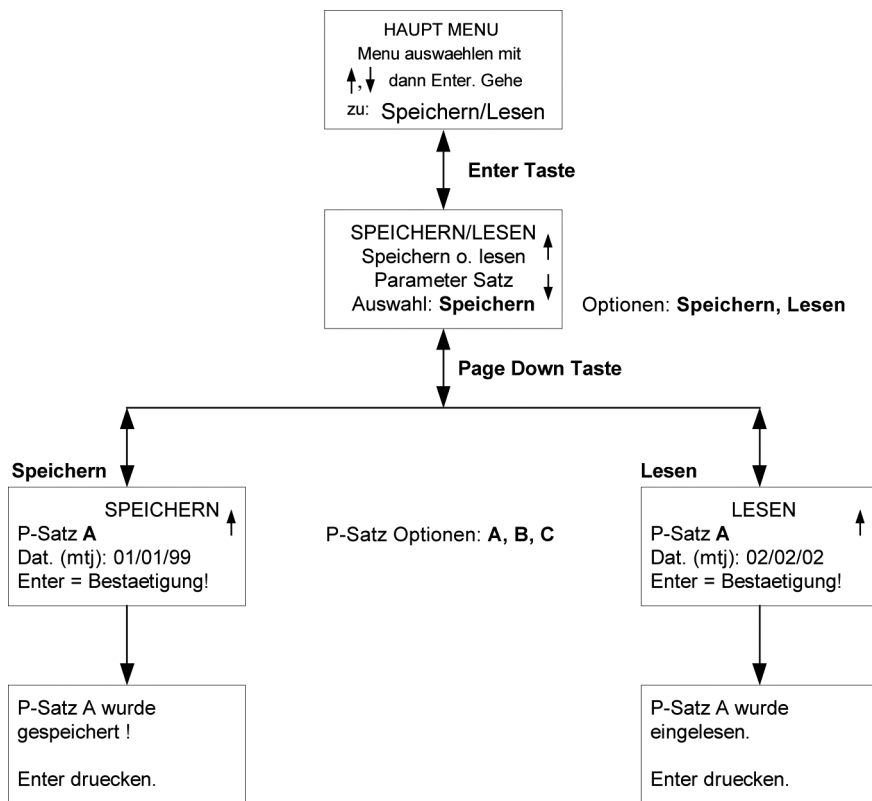 HAUPT MENU
Menu auswaehlen mit
↑,↓ dann Enter. Gehe
zu: Speichern/Lesen
Enter Taste
SPEICHERN/LESEN ↑
Speichern o. lesen
Parameter Satz ↓
Auswahl: Speichern
Optionen: Speichern, Lesen
Page Down Taste
Speichern
SPEICHERN ↑
P-Satz A
Dat. (mtj): 01/01/99
Enter = Bestaetigung!
P-Satz Optionen: A, B, C
Lesen
LESEN ↑
P-Satz A
Dat. (mtj): 02/02/02
Enter = Bestaetigung!
P-Satz A wurde
gespeichert !
Enter druecken.
P-Satz A wurde
eingelesen.
Enter druecken.